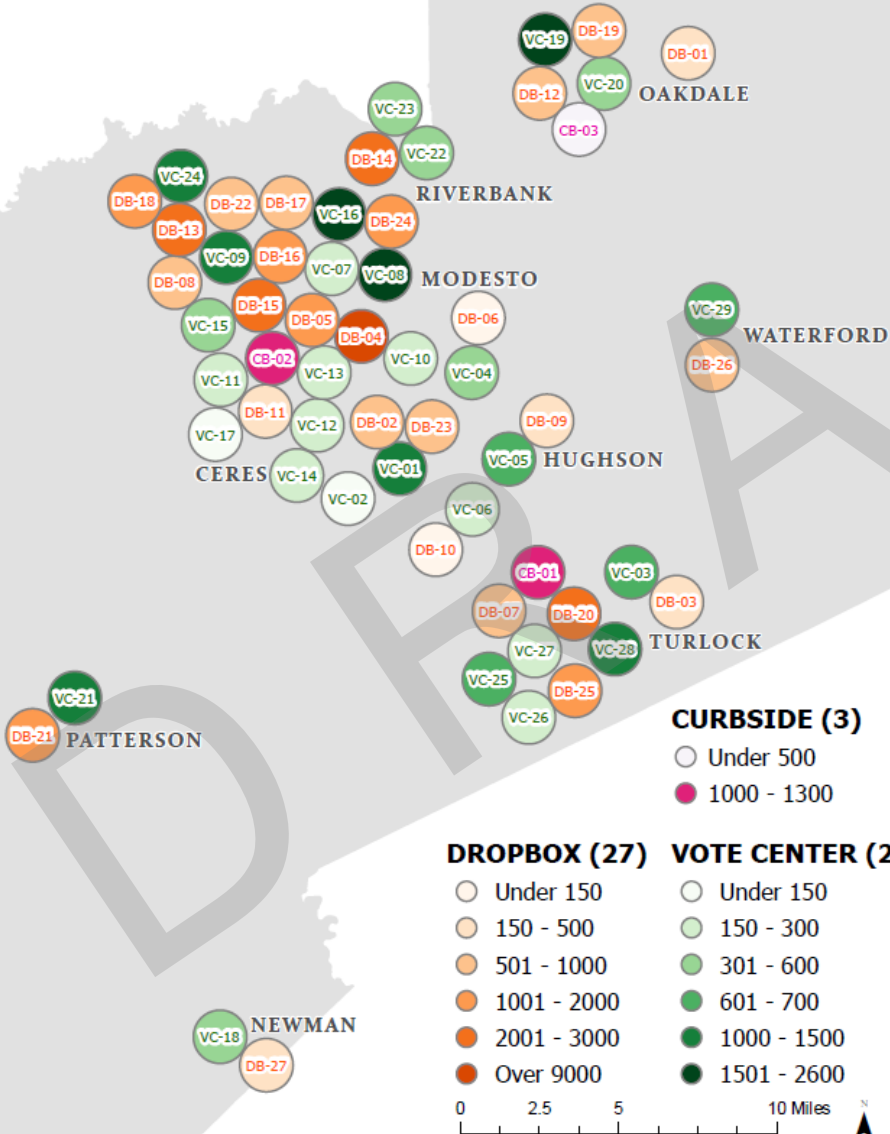 VC-19
DB-19
DB-01
DB-12
VC-20
OAKDALE
CB-03
VC-23
DB-14
VC-22
RIVERBANK
VC-24
DB-18
DB-22
DB-17
VC-16
DB-24
DB-13
VC-09
DB-16
VC-07
VC-08
MODESTO
DB-08
DB-15
DB-05
DB-06
VC-29
WATERFORD
VC-15
DB-04
CB-02
VC-13
VC-10
VC-04
DB-26
VC-11
DB-11
VC-12
DB-02
DB-23
DB-09
VC-17
CERES
VC-14
VC-01
VC-05
HUGHSON
VC-02
VC-06
DB-10
CB-01
VC-03
DB-07
DB-20
DB-03
VC-27
VC-28
TURLOCK
VC-25
DB-25
VC-26
VC-21
DB-21
PATTERSON
VC-18
NEWMAN
DB-27
D R A
CURBSIDE (3)
Under 500
1000 - 1300
DROPBOX (27)
Under 150
150 - 500
501 - 1000
1001 - 2000
2001 - 3000
Over 9000
VOTE CENTER (2
Under 150
150 - 300
301 - 600
601 - 700
1000 - 1500
1501 - 2600
0 2.5 5 10 Miles
N